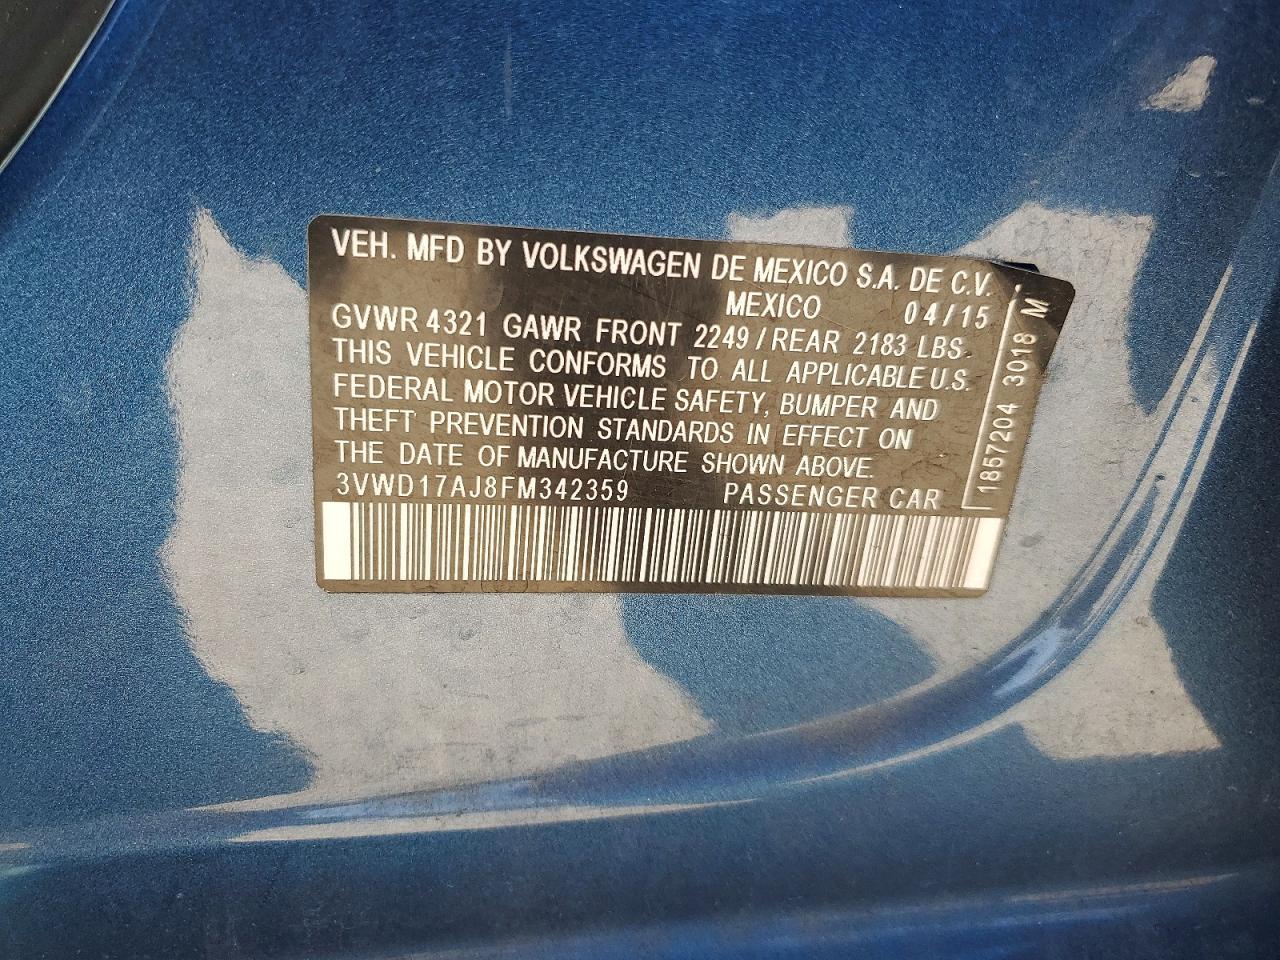 VEH. MFD BY VOLKSWAGEN DE MEXICO S.A. DE C.V.
MEXICO 04/15
GVWR 4321 GAWR FRONT 2249/REAR 2183 LBS.
THIS VEHICLE CONFORMS TO ALL APPLICABLE U.S.
FEDERAL MOTOR VEHICLE SAFETY, BUMPER AND
THEFT PREVENTION STANDARDS IN EFFECT ON
THE DATE OF MANUFACTURE SHOWN ABOVE.
3VWD17AJ8FM342359 PASSENGER CAR
1857204 3018 M